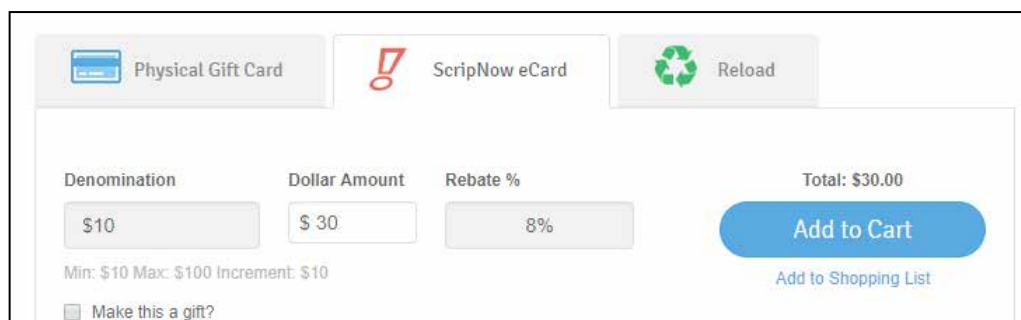 Physical Gift Card
ScripNow eCard
Reload
Denomination
Dollar Amount
Rebate %
Total: $30.00
$10
$ 30
8%
Add to Cart
Min: $10 Max: $100 Increment: $10
Add to Shopping List
Make this a gift?